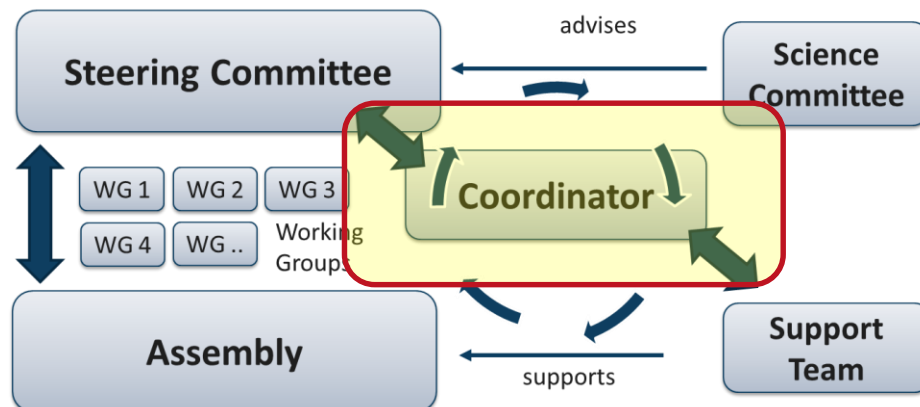 advises
Steering Committee
Science
Committee
WG 1
WG 2
WG 3
Coordinator
WG 4
WG ..
Working
Groups
Assembly
Support
Team
supports